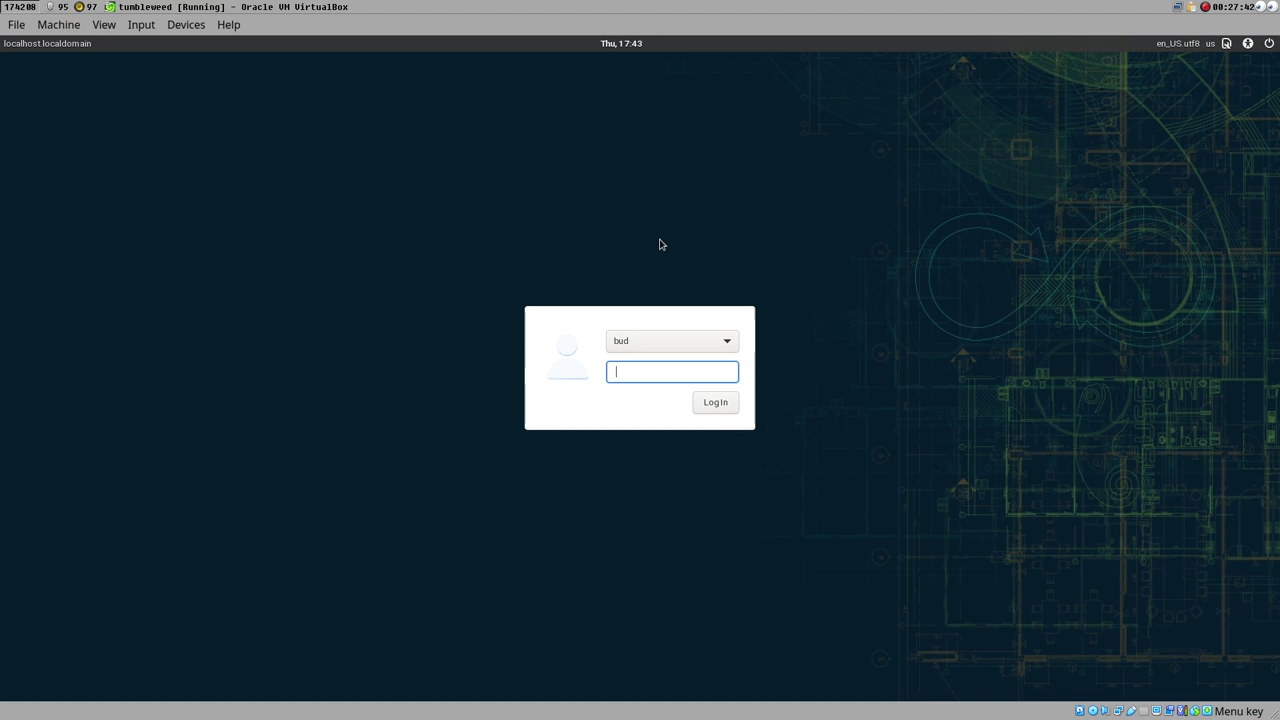 174208 95 97 tumbleweed [Running] - Oracle VM VirtualBox 00:27:42
File Machine View Input Devices Help
localhost.localdomain Thu, 17:43 en_US.utf8 us
bud
Log In
Menu key